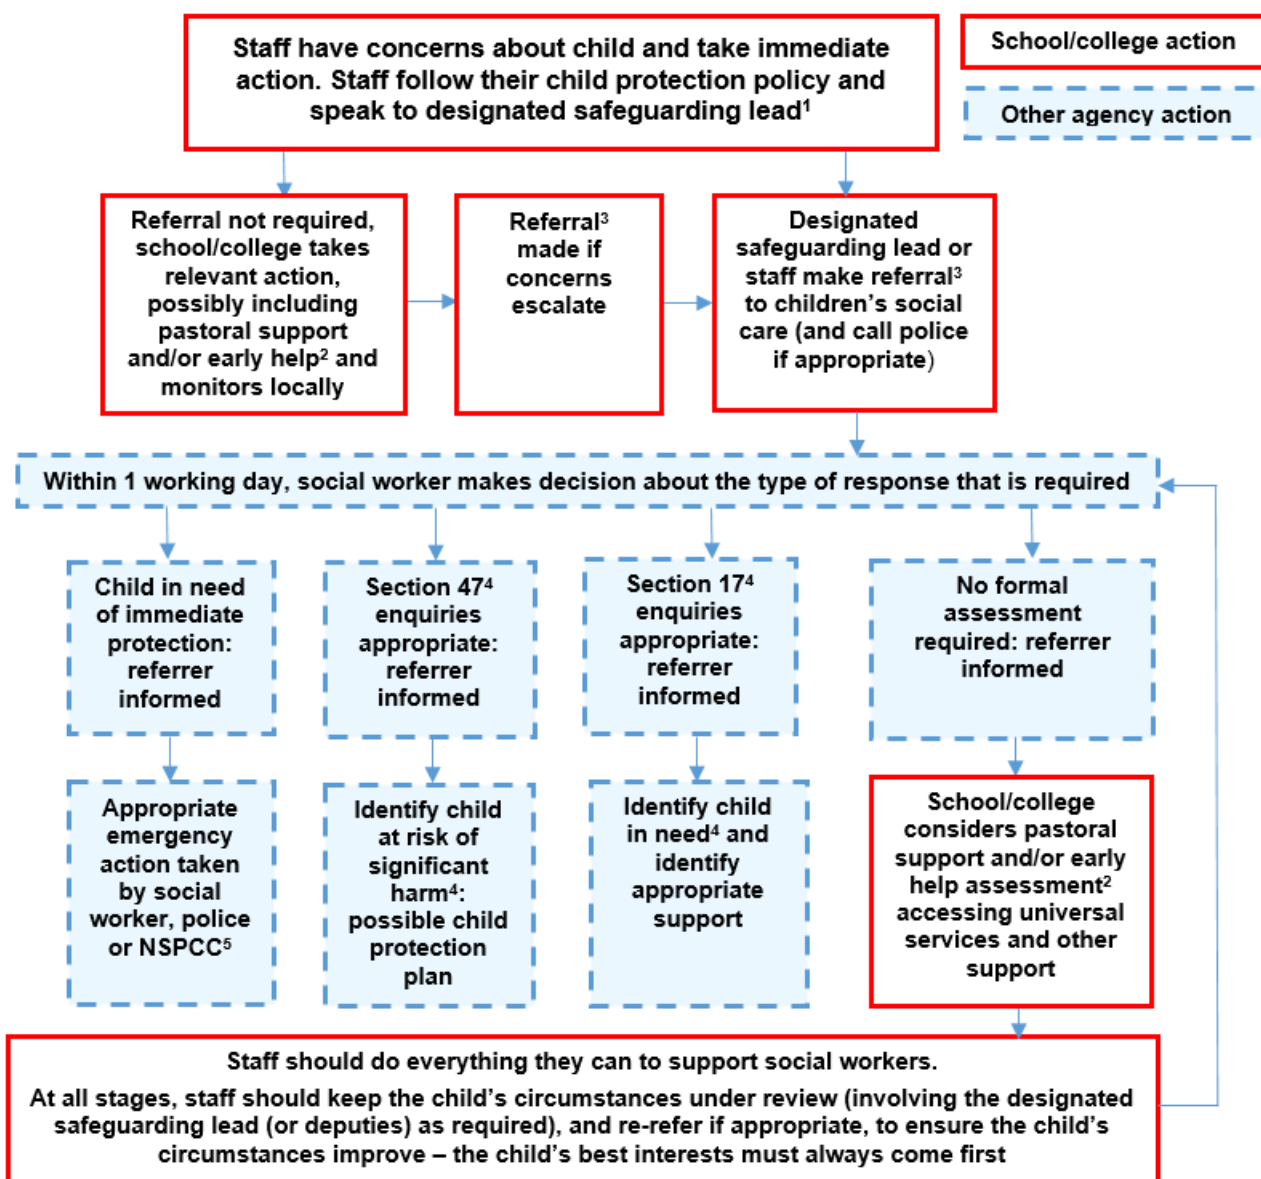 Staff have concerns about child and take immediate
action. Staff follow their child protection policy and
speak to designated safeguarding lead¹
School/college action
Other agency action
Referral not required,
school/college takes
relevant action,
possibly including
pastoral support
and/or early help² and
monitors locally
Referral³
made if
concerns
escalate
Designated
safeguarding lead or
staff make referral³
to children’s social
care (and call police
if appropriate)
Within 1 working day, social worker makes decision about the type of response that is required
Child in need
of immediate
protection:
referrer
informed
Section 47⁴
enquiries
appropriate:
referrer
informed
Section 17⁴
enquiries
appropriate:
referrer
informed
No formal
assessment
required: referrer
informed
Appropriate
emergency
action taken
by social
worker, police
or NSPCC⁵
Identify child
at risk of
significant
harm⁴:
possible child
protection
plan
Identify child
in need⁴ and
identify
appropriate
support
School/college
considers pastoral
support and/or early
help assessment²
accessing universal
services and other
support
Staff should do everything they can to support social workers.
At all stages, staff should keep the child’s circumstances under review (involving the designated
safeguarding lead (or deputies) as required), and re-refer if appropriate, to ensure the child’s
circumstances improve – the child’s best interests must always come first